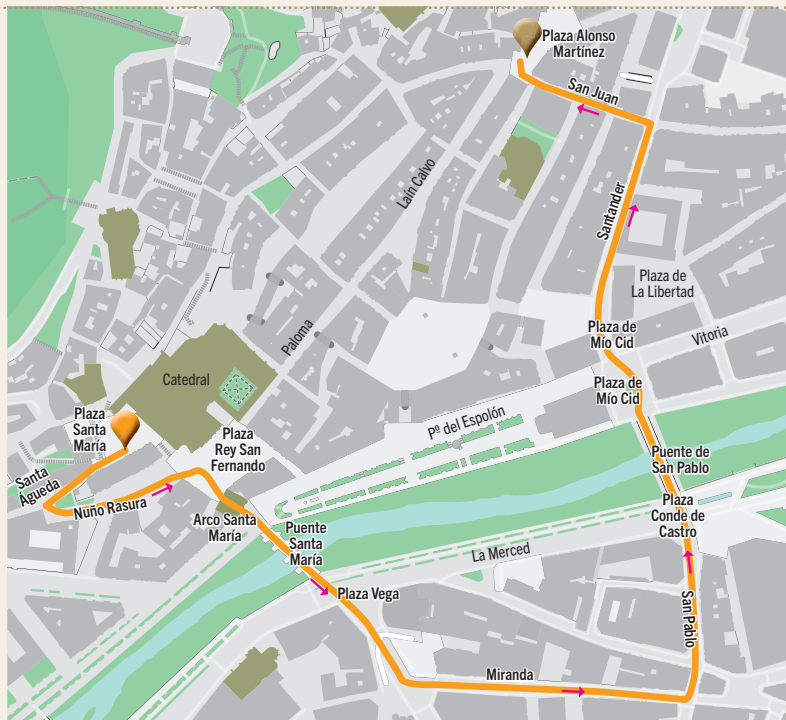 Plaza Alonso
Martínez
San Juan
Laín Calvo
Santander
Plaza de
La Libertad
Plaza de
Mío Cid
Vitoria
Paloma
Catedral
Plaza de
Mío Cid
Plaza
Santa
María
Pº del Espolón
Plaza
Rey San
Fernando
Puente de
San Pablo
Santa
Águeda
Nuño Rasura
Plaza
Conde de
Castro
Arco Santa
María
Puente
Santa
María
La Merced
Plaza Vega
San Pablo
Miranda